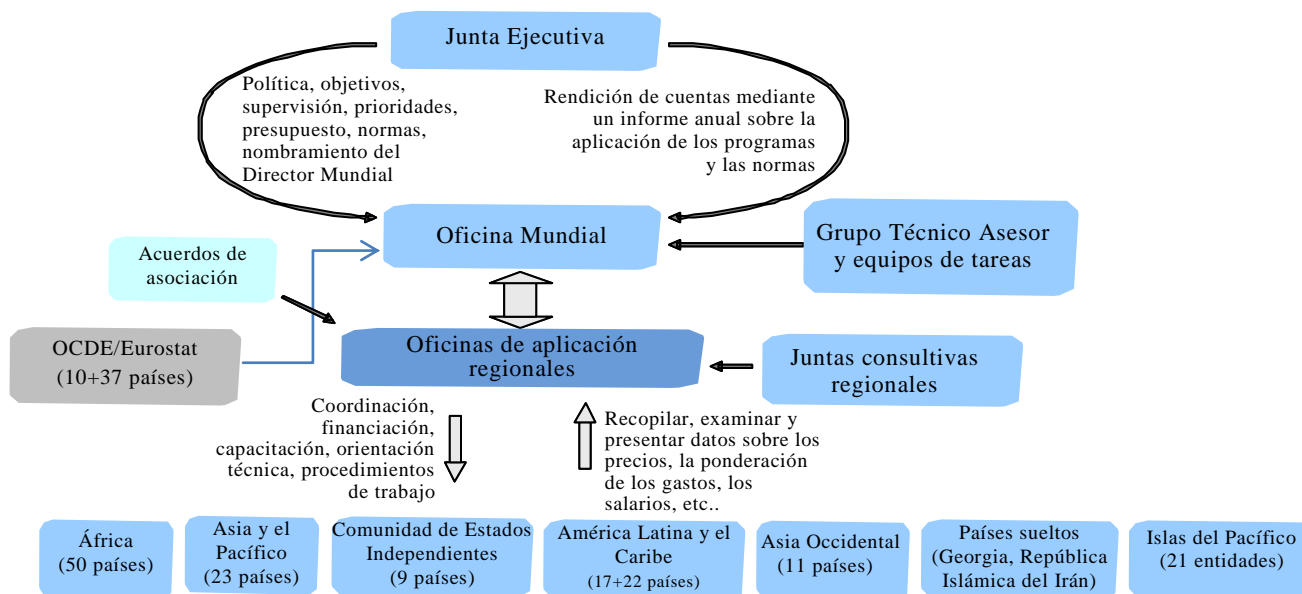 Junta Ejecutiva
Política, objetivos,
supervisión, prioridades,
presupuesto, normas,
nombramiento del
Director Mundial
Rendición de cuentas mediante
un informe anual sobre la
aplicación de los programas
y las normas
Oficina Mundial
Grupo Técnico Asesor
y equipos de tareas
Acuerdos de
asociación
OCDE/Eurostat
(10+37 países)
Oficinas de aplicación
regionales
Juntas consultivas
regionales
Coordinación,
financiación,
capacitación, orientación
técnica, procedimientos
de trabajo
Recopilar, examinar y
presentar datos sobre los
precios, la ponderación
de los gastos, los
salarios, etc..
África
(50 países)
Asia y el
Pacífico
(23 países)
Comunidad de Estados
Independientes
(9 países)
América Latina y el
Caribe
(17+22 países)
Asia Occidental
(11 países)
Países sueltos
(Georgia, República
Islámica del Irán)
Islas del Pacífico
(21 entidades)